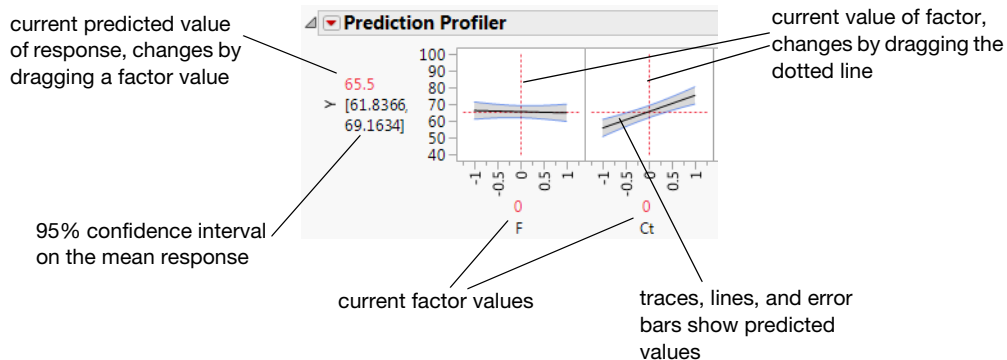 current predicted value
of response, changes by
dragging a factor value
current value of factor,
changes by dragging the
dotted line
Prediction Profiler
Y
65.5
[61.8366,
69.1634]
100
90
80
70
60
50
40
-1
-0.5
0
0.5
1
-1
-0.5
0
0.5
1
0
F
0
Ct
95% confidence interval
on the mean response
current factor values
traces, lines, and error
bars show predicted
values